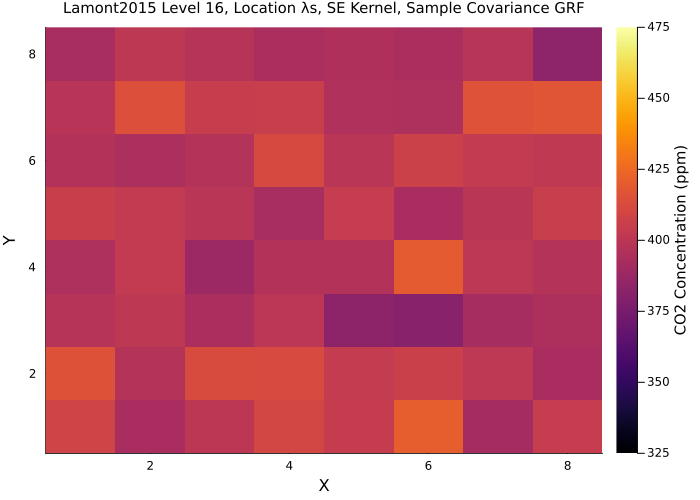 Lamont2015 Level 16, Location λs, SE Kernel, Sample Covariance GRF
8
6
4
2
Y
2 4 6 8
X
475
450
425
400
375
350
325
CO2 Concentration (ppm)